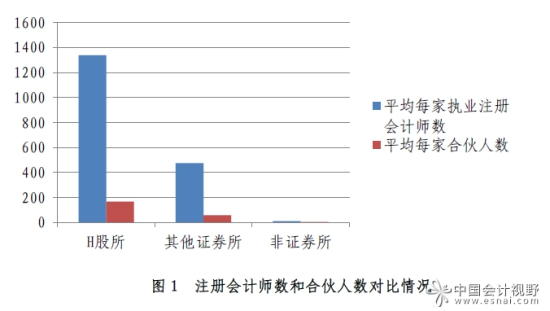 1600
1400
1200
1000
800
600
400
200
0
H股所
其他证券所
非证券所
平均每家执业注册
会计师数
平均每家合伙人数
图 1 注册会计师数和合伙人数对比情况
中国会计视野
www.esnai.com